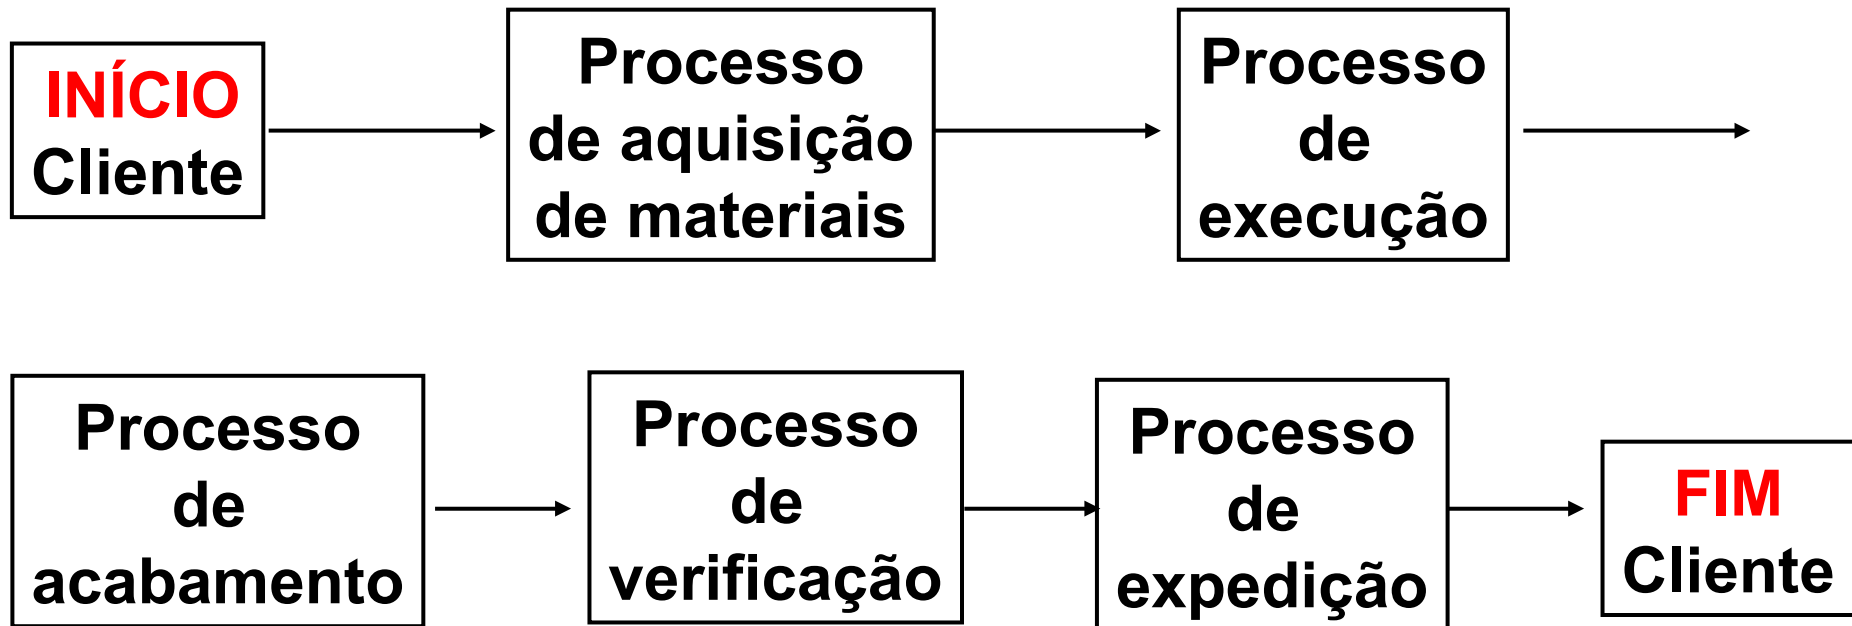 INÍCIO
Cliente
Processo
de aquisição
de materiais
Processo
de
execução
Processo
de
acabamento
Processo
de
verificação
Processo
de
expedição
FIM
Cliente